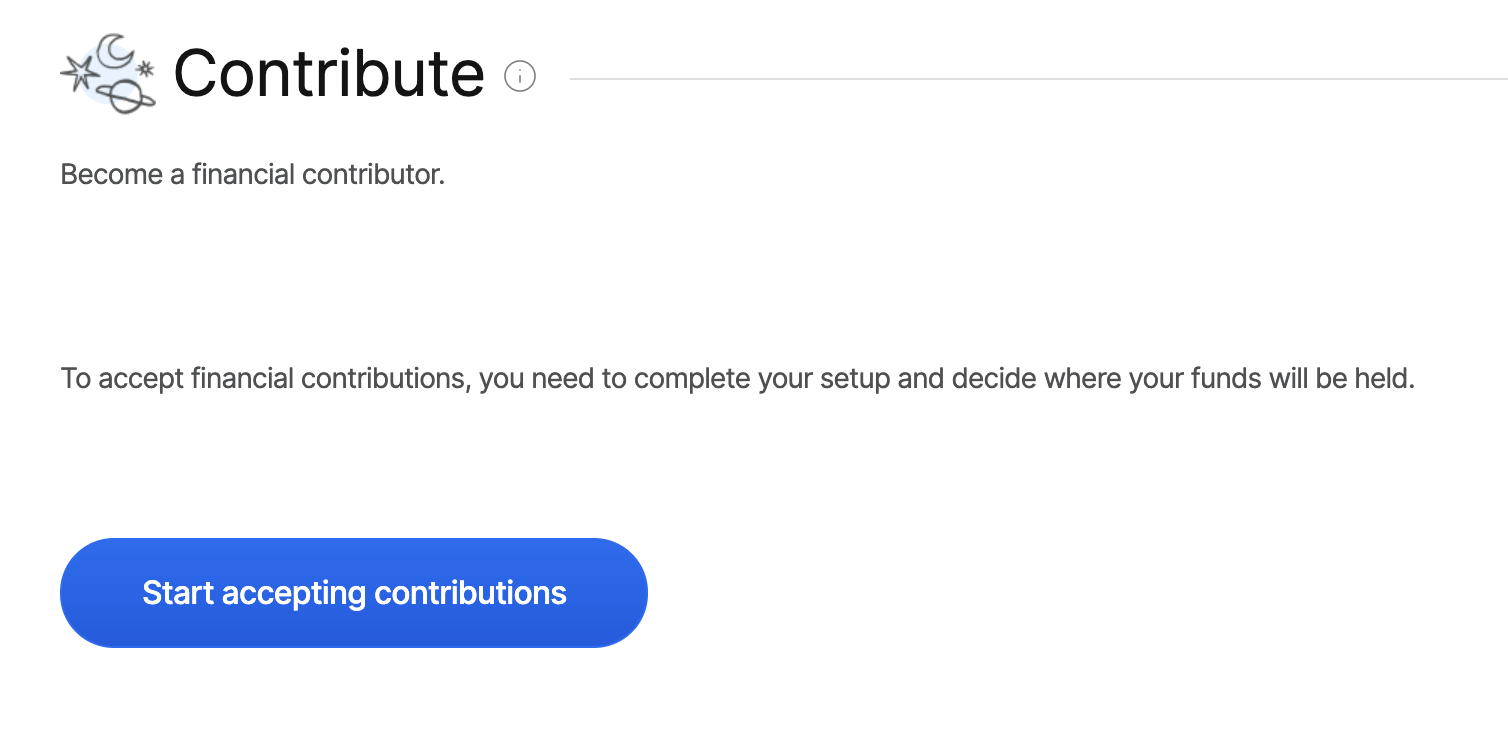 Contribute
Become a financial contributor.
To accept financial contributions, you need to complete your setup and decide where your funds will be held.
Start accepting contributions